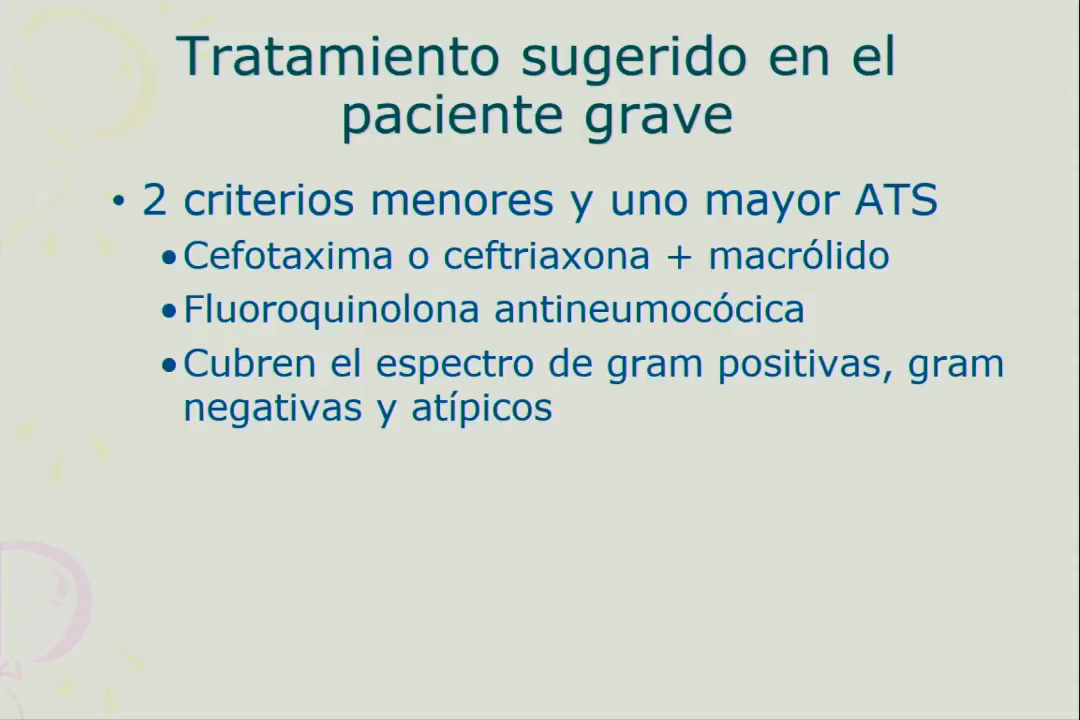 Tratamiento sugerido en el
paciente grave
• 2 criterios menores y uno mayor ATS
•Cefotaxima o ceftriaxona + macrólido
•Fluoroquinolona antineumocócica
•Cubren el espectro de gram positivas, gram
negativas y atípicos